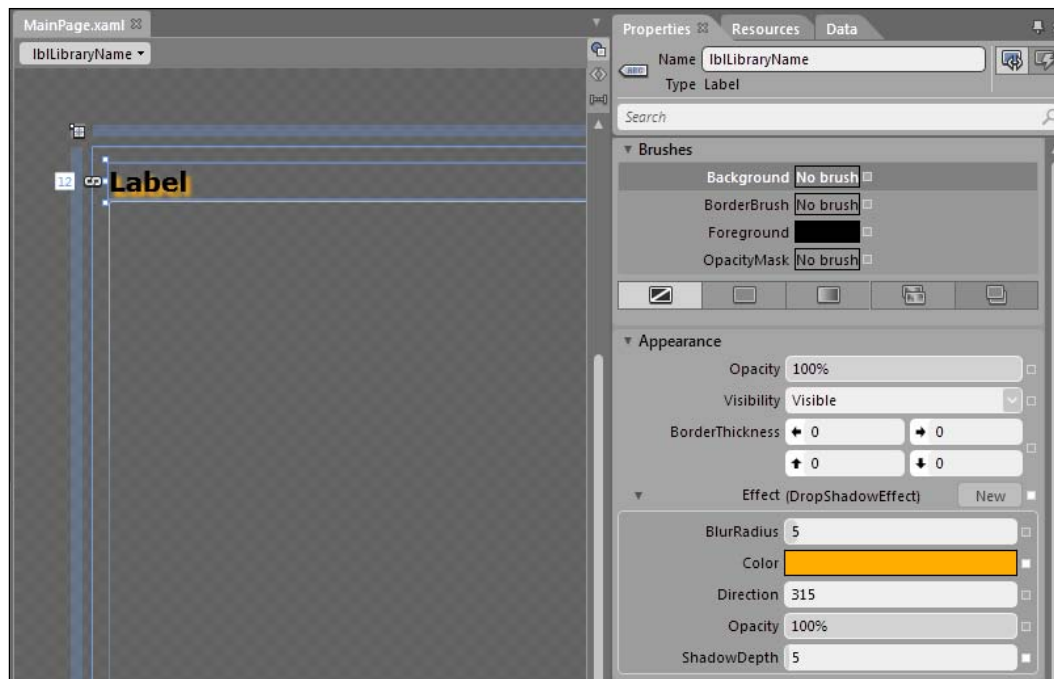 MainPage.xaml
lblLibraryName
12
Label
Properties Resources Data
Name lblLibraryName
ABC
Type Label
Search
Brushes
Background No brush
BorderBrush No brush
Foreground
OpacityMask No brush
Appearance
Opacity 100%
Visibility Visible
BorderThickness 0 0
0 0
Effect (DropShadowEffect) New
BlurRadius 5
Color
Direction 315
Opacity 100%
ShadowDepth 5